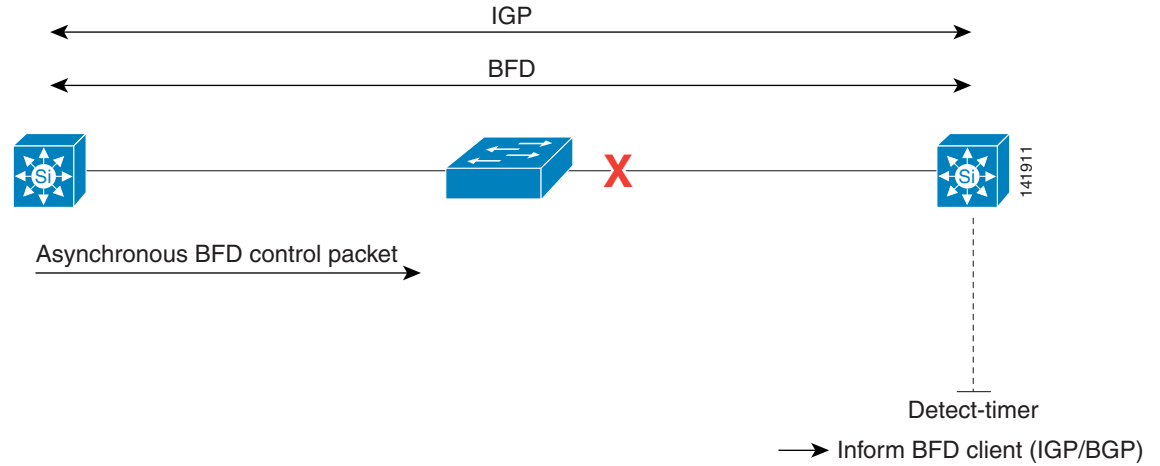 IGP
BFD
Si
Si
141911
Asynchronous BFD control packet
Detect-timer
Inform BFD client (IGP/BGP)